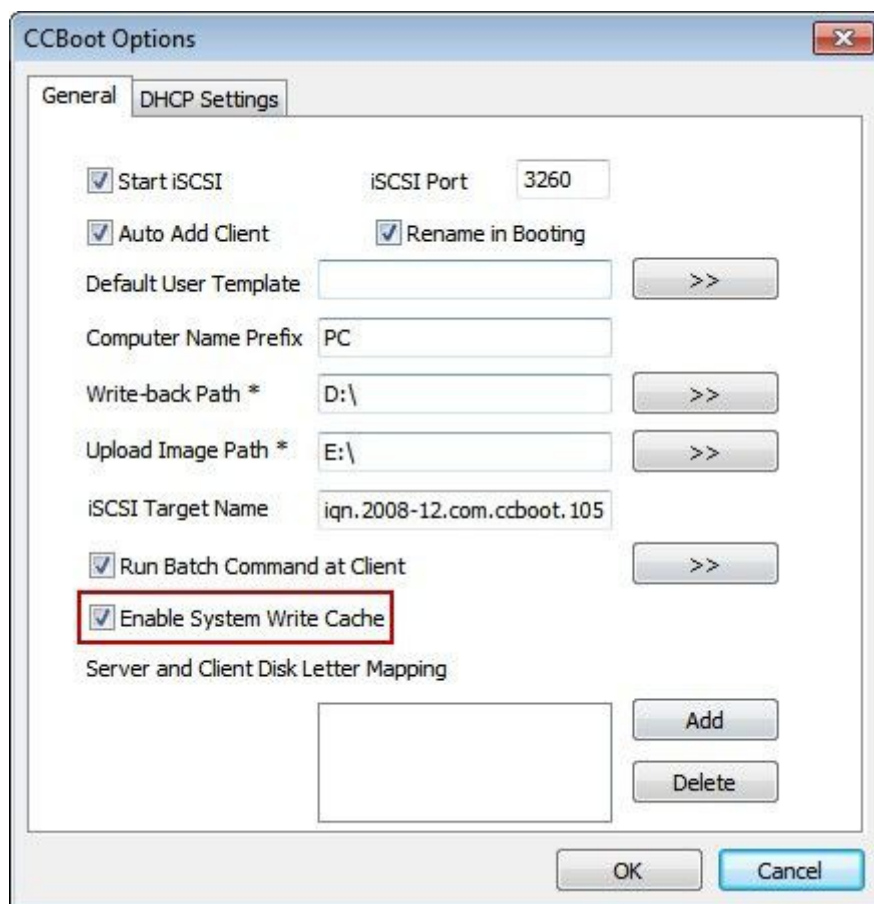 CCBoot Options
General DHCP Settings
Start iSCSI iSCSI Port 3260
Auto Add Client Rename in Booting
Default User Template >>
Computer Name Prefix PC
Write-back Path * D:\ >>
Upload Image Path * E:\ >>
iSCSI Target Name iqn.2008-12.com.ccboot.105
Run Batch Command at Client >>
Enable System Write Cache
Server and Client Disk Letter Mapping
Add
Delete
OK Cancel